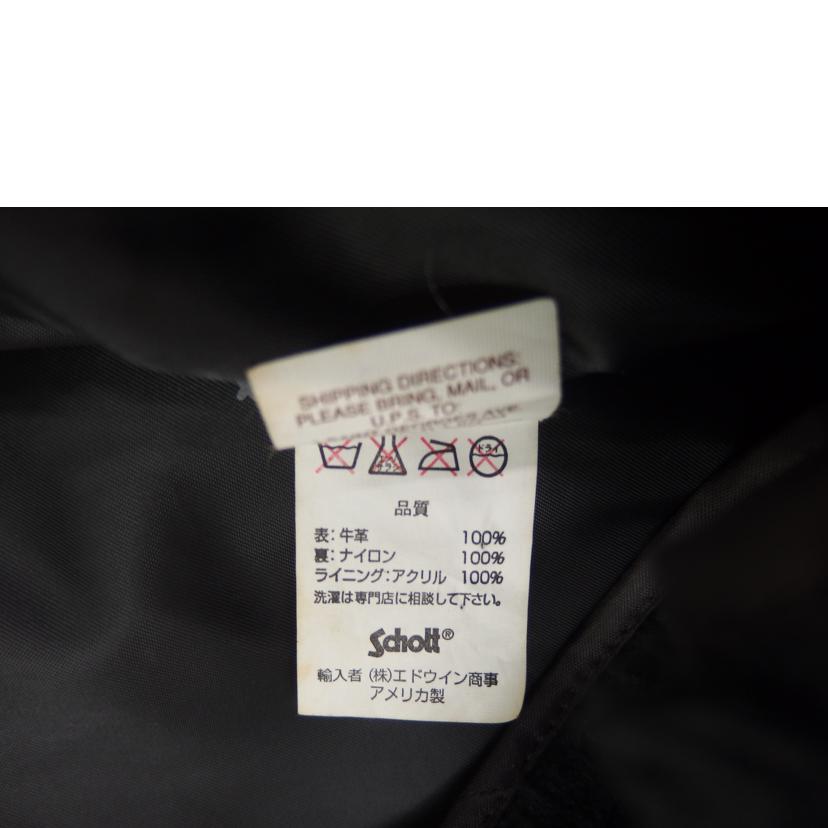 SHIPPING DIRECTIONS:
PLEASE BRING, MAIL, OR
U.P.S. TO:
ドライ
品質
表:牛革 100%
裏:ナイロン 100%
ライニング:アクリル 100%
洗濯は専門店に相談して下さい。
Schott®
輸入者 (株)エドウイン商事
アメリカ製